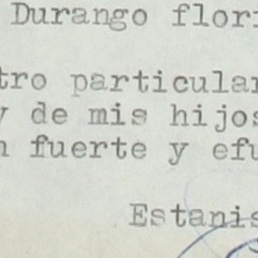 Durango flori
tro particular
y de mis hijos
n fuerte y efu
Estanis